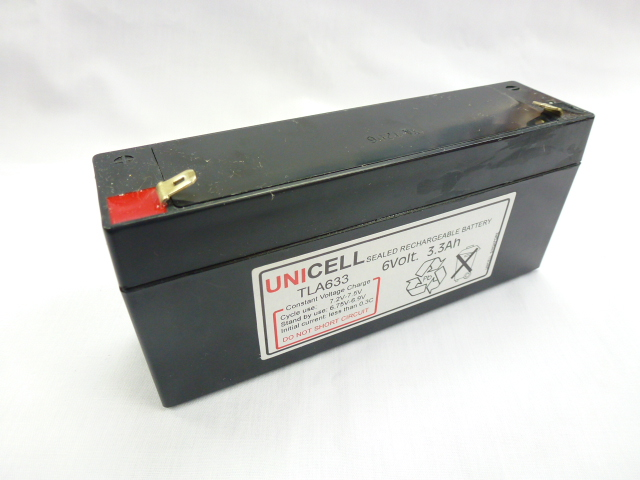 UNICELL SEALED RECHARGEABLE BATTERY
TLA633 6Volt. 3.3Ah
Constant Voltage Charge
Cycle use: 7.2V-7.5V
Stand by use: 6.75V-6.9V
Initial current: less than 0.3C
DO NOT SHORT CIRCUIT